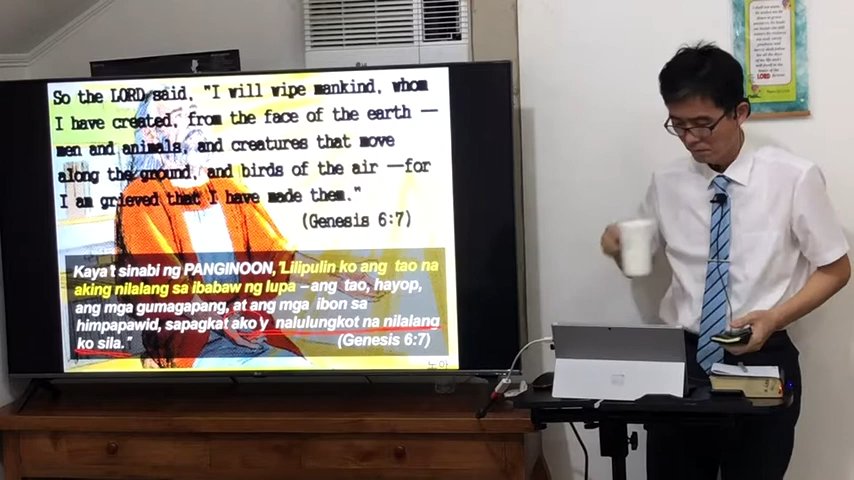 So the LORD said, "I will wipe mankind, whom
I have created, from the face of the earth —
men and animals, and creatures that move
along the ground, and birds of the air —for
I am grieved that I have made them."
(Genesis 6:7)
Kaya't sinabi ng PANGINOON, "Lilipulin ko ang tao na
aking nilalang sa ibabaw ng lupa –ang tao, hayop,
ang mga gumagapang, at ang mga ibon sa
himpapawid, sapagkat ako'y nalulungkot na nilalang
ko sila."
(Genesis 6:7)
노아
LORD